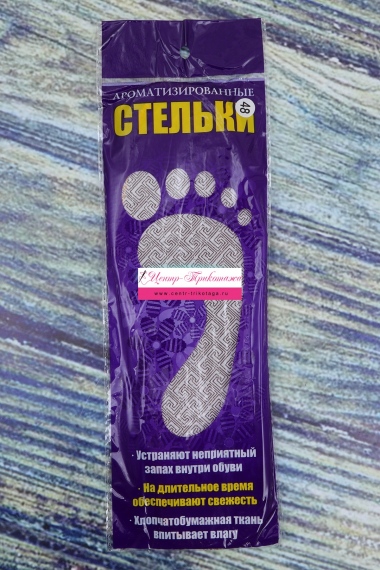 АРОМАТИЗИРОВАННЫЕ
СТЕЛЬКИ
48
Центр-Трикотажа
www.centr-trikotage.ru
· Устраняют неприятный
запах внутри обуви
· На длительное время
обеспечивают свежесть
· Хлопчатобумажная ткань
впитывает влагу